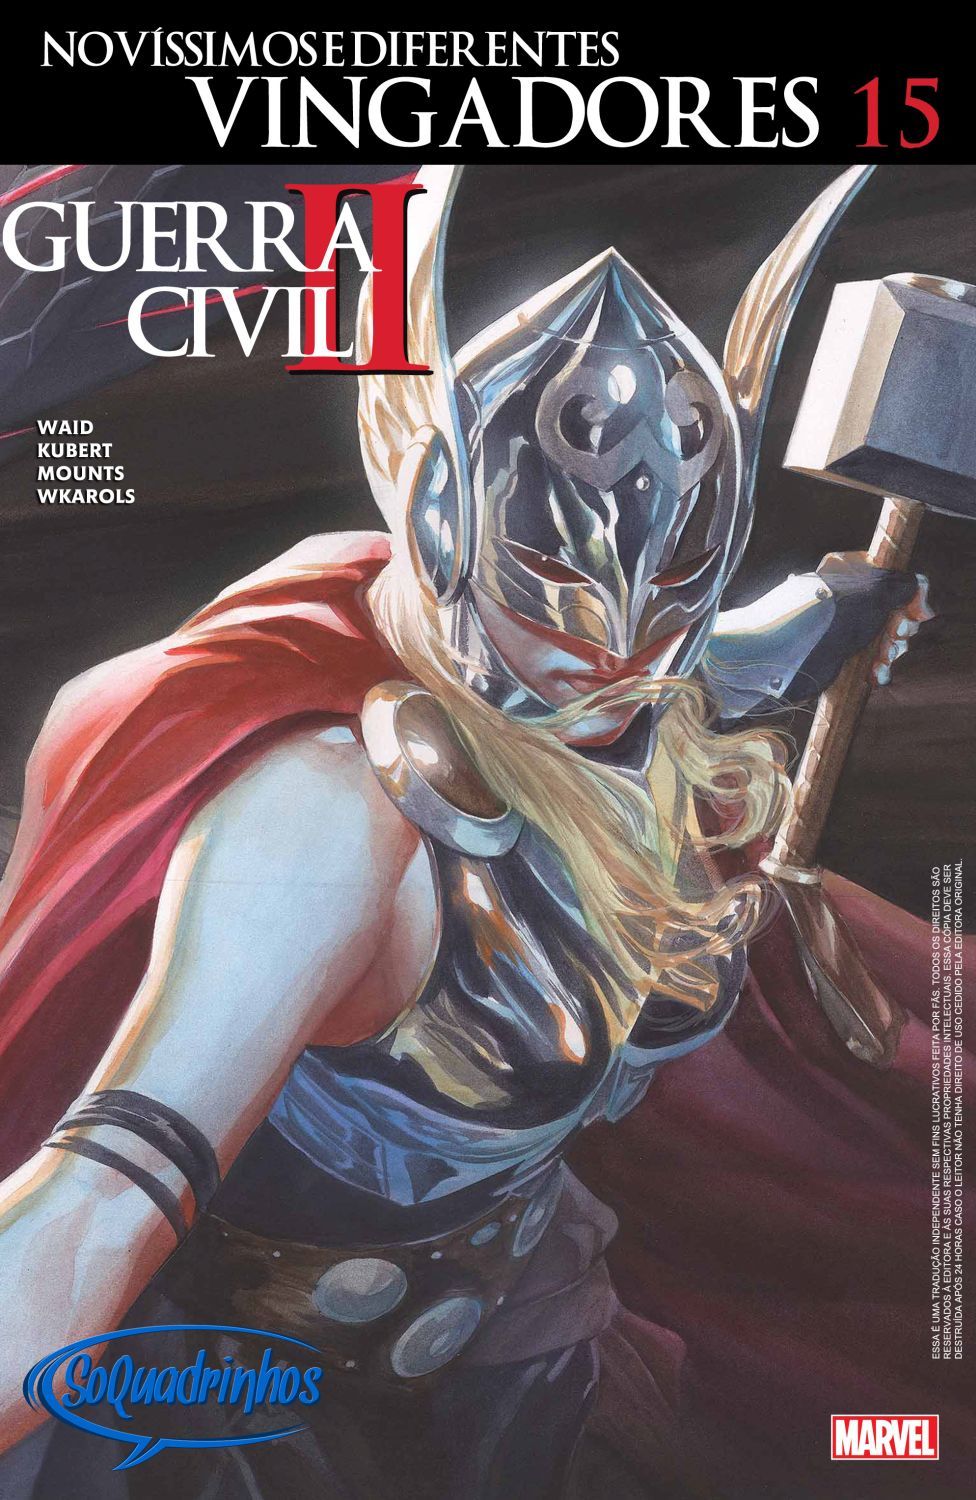 NOVÍSSIMOS E DIFERENTES
VINGADORES 15
GUERRA
CIVIL II
WAID
KUBERT
MOUNTS
WKAROLS
ESSA É UMA TRADUÇÃO INDEPENDENTE SEM FINS LUCRATIVOS FEITA POR FÃS. TODOS OS DIREITOS SÃO
RESERVADOS À EDITORA E ÀS SUAS RESPECTIVAS PROPRIEDADES INTELECTUAIS. ESSA CÓPIA DEVE SER
DESTRUÍDA APÓS 24 HORAS CASO O LEITOR NÃO TENHA DIREITO DE USO CEDIDO PELA EDITORA ORIGINAL.
SoQuadrinhos
MARVEL